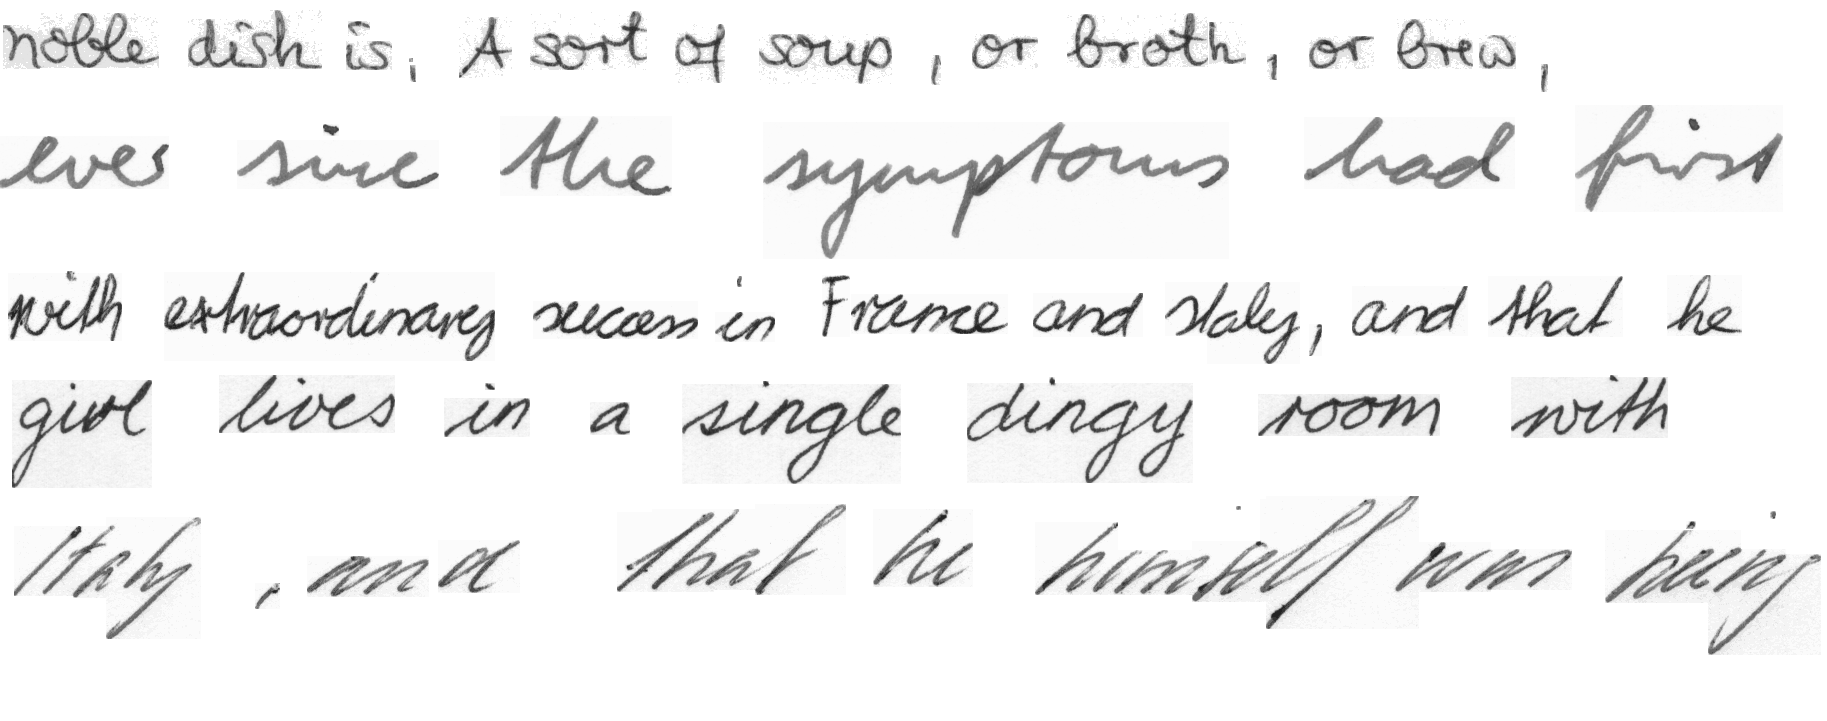 noble dish is, A sort of soup, or broth, or brew,
ever since the symptoms had first
with extraordinary success in France and Italy, and that he
girl lives in a single dingy room with
Italy, and that he himself was being